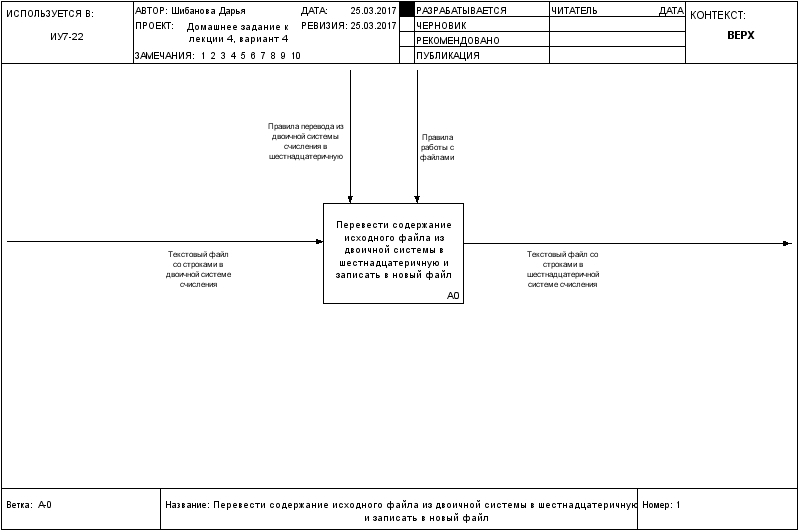 ИСПОЛЬЗУЕТСЯ В:
ИУ7-22
АВТОР: Шибанова Дарья
ДАТА: 25.03.2017
ПРОЕКТ: Домашнее задание к
лекции 4, вариант 4
РЕВИЗИЯ: 25.03.2017
ЗАМЕЧАНИЯ: 1 2 3 4 5 6 7 8 9 10
РАЗРАБАТЫВАЕТСЯ
ЧЕРНОВИК
РЕКОМЕНДОВАНО
ПУБЛИКАЦИЯ
ЧИТАТЕЛЬ
ДАТА
КОНТЕКСТ:
ВЕРХ
Правила перевода из
двоичной системы
счисления в
шестнадцатеричную
Правила
работы с
файлами
Перевести содержание
исходного файла из
двоичной системы в
шестнадцатеричную и
записать в новый файл
A0
Текстовый файл
со строками в
двоичной системе
счисления
Текстовый файл со
строками в
шестнадцатеричной
системе счисления
Ветка: A-0
Название: Перевести содержание исходного файла из двоичной системы в шестнадцатеричную
и записать в новый файл
Номер: 1